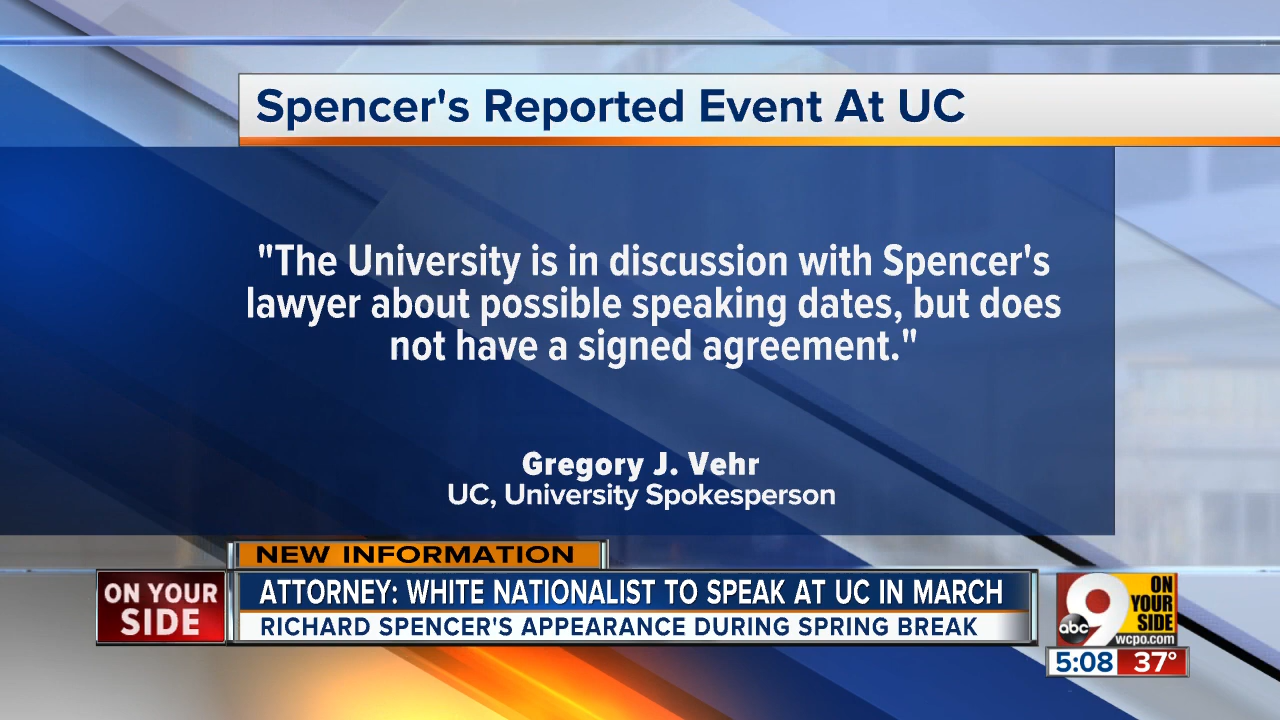 Spencer's Reported Event At UC
"The University is in discussion with Spencer's
lawyer about possible speaking dates, but does
not have a signed agreement."
Gregory J. Vehr
UC, University Spokesperson
NEW INFORMATION
ON YOUR
SIDE
ATTORNEY: WHITE NATIONALIST TO SPEAK AT UC IN MARCH
RICHARD SPENCER'S APPEARANCE DURING SPRING BREAK
abc 9
ON
YOUR
SIDE
wcpo.com
5:08 37°